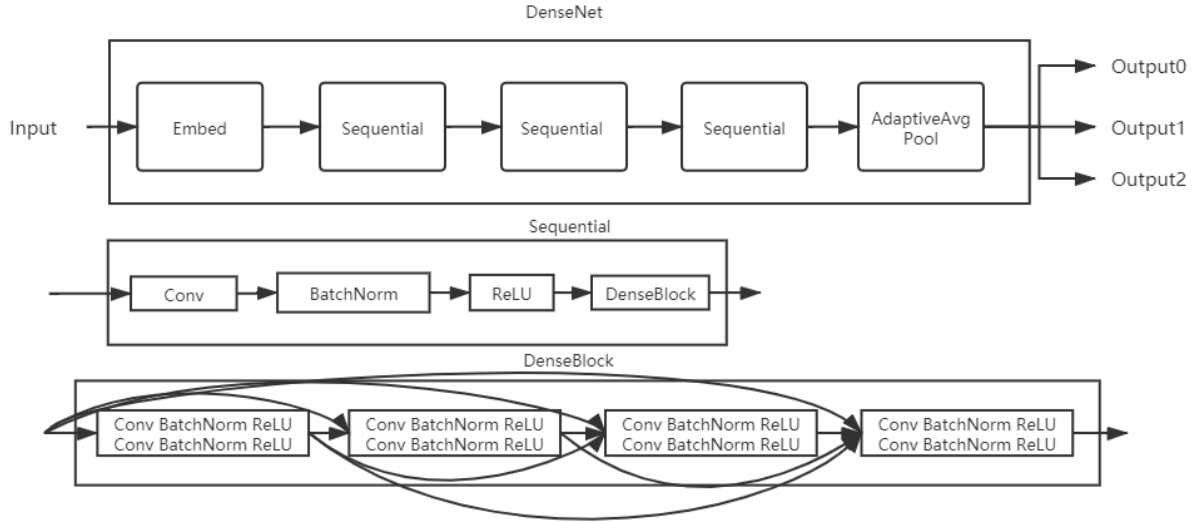 DenseNet
Input
Embed
Sequential
Sequential
Sequential
AdaptiveAvg
Pool
Output0
Output1
Output2
Sequential
Conv
BatchNorm
ReLU
DenseBlock
DenseBlock
Conv BatchNorm ReLU
Conv BatchNorm ReLU
Conv BatchNorm ReLU
Conv BatchNorm ReLU
Conv BatchNorm ReLU
Conv BatchNorm ReLU
Conv BatchNorm ReLU
Conv BatchNorm ReLU